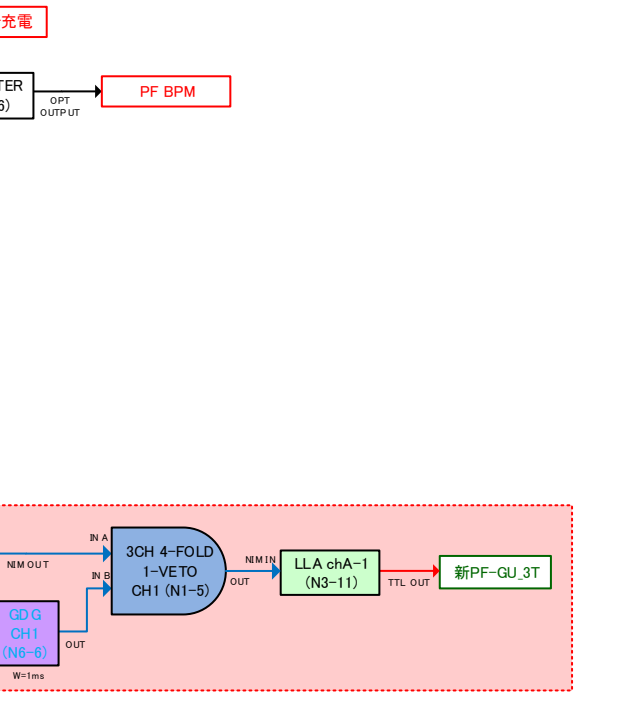 充電
TER
6)
OPT
OUTPUT
PF BPM
NIM OUT
IN A
IN B
3CH 4-FOLD
1-VETO
CH1 (N1-5)
OUT
NIM IN
LLA chA-1
(N3-11)
TTL OUT
新PF-GU_3T
GDG
CH1
(N6-6)
OUT
W=1ms